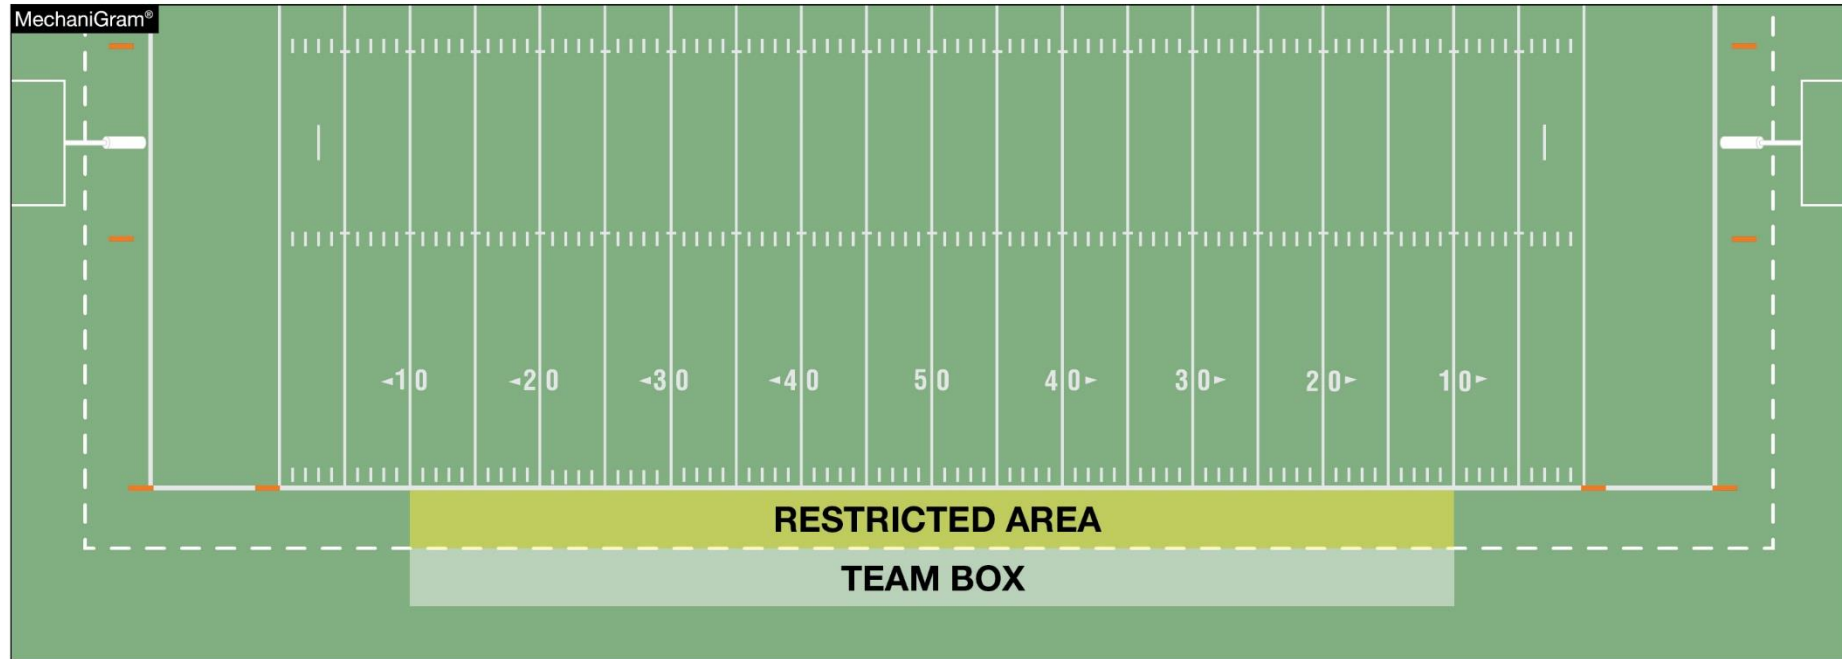 MechaniGram®
◄10 ◄20 ◄30 ◄40 50 40► 30► 20► 10►
RESTRICTED AREA
TEAM BOX